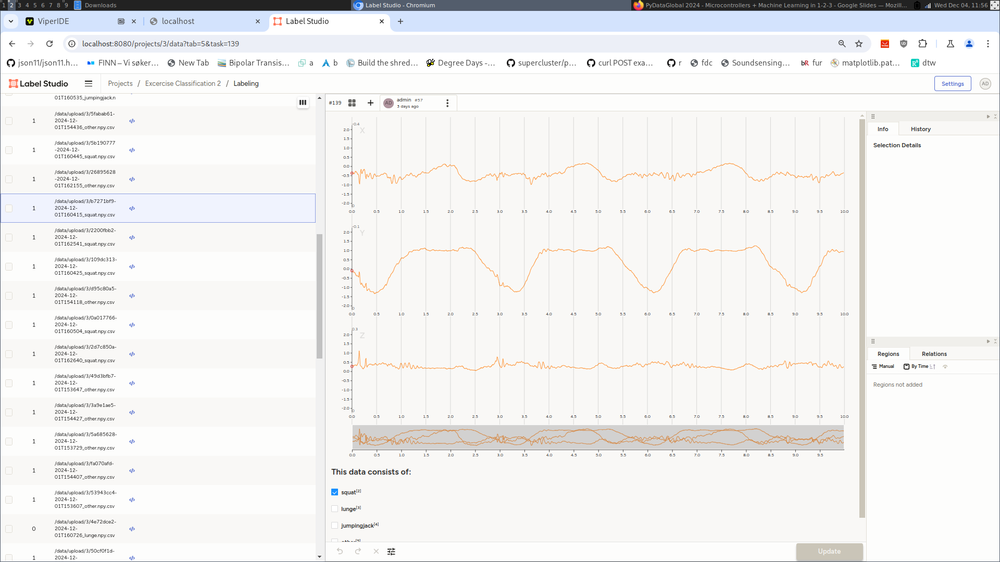 1 2 3 4 5 6 7 8 9 Downloads
Label Studio - Chromium
PyDataGlobal 2024 - Microcontrollers + Machine Learning in 1-2-3 - Google Slides — Mozill...
Wed Dec 04, 11:56
ViperIDE
localhost
Label Studio
localhost:8080/projects/3/data?tab=5&task=139
json11/json11.h...
FINN – Vi søker...
New Tab
Bipolar Transis...
a
b
Build the shred...
Degree Days -...
supercluster/p...
curl POST exa...
r
fdc
Soundsensing...
bR fur
matplotlib.pat...
dtw
Label Studio
Projects / Excercise Classification 2 / Labeling
Settings
AD
01T160535_jumpingjack.n
1
/data/upload/3/5fabab61-
2024-12-
01T154436_other.npy.csv
1
/data/upload/3/5b190777
-2024-12-
01T160445_squat.npy.csv
1
/data/upload/3/26895628
-2024-12-
01T162155_other.npy.csv
1
/data/upload/3/b7271bf9-
2024-12-
01T160415_squat.npy.csv
1
/data/upload/3/2200fbb2-
2024-12-
01T162541_squat.npy.csv
1
/data/upload/3/109dc313-
2024-12-
01T160425_squat.npy.csv
1
/data/upload/3/d95c80a5-
2024-12-
01T154118_other.npy.csv
1
/data/upload/3/0a017766-
2024-12-
01T160504_squat.npy.csv
1
/data/upload/3/2d7c850a-
2024-12-
01T162640_squat.npy.csv
1
/data/upload/3/49d3bfb7-
2024-12-
01T153647_other.npy.csv
1
/data/upload/3/3a9e1ae5-
2024-12-
01T154427_other.npy.csv
1
/data/upload/3/5a685628-
2024-12-
01T153729_other.npy.csv
1
/data/upload/3/fa070afd-
2024-12-
01T154407_other.npy.csv
1
/data/upload/3/53943cc4-
2024-12-
01T153607_other.npy.csv
0
/data/upload/3/4e72dce2-
2024-12-
01T160726_lunge.npy.csv
1
/data/upload/3/50cf0f1d-
2024-12-
#139
AD
admin #57
3 days ago
-0.4
X
2.0
1.5
1.0
0.5
0.0
-0.5
-1.0
-1.5
-2.0
0
0.0 0.5 1.0 1.5 2.0 2.5 3.0 3.5 4.0 4.5 5.0 5.5 6.0 6.5 7.0 7.5 8.0 8.5 9.0 9.5 10.0
-0.1
Y
2.0
1.5
1.0
0.5
0.0
-0.5
-1.0
-1.5
-2.0
0
0.0 0.5 1.0 1.5 2.0 2.5 3.0 3.5 4.0 4.5 5.0 5.5 6.0 6.5 7.0 7.5 8.0 8.5 9.0 9.5 10.0
0.3
Z
2.0
1.5
1.0
0.5
0.0
-0.5
-1.0
-1.5
-2.0
0
0.0 0.5 1.0 1.5 2.0 2.5 3.0 3.5 4.0 4.5 5.0 5.5 6.0 6.5 7.0 7.5 8.0 8.5 9.0 9.5 10.0
0.0 0.5 1.0 1.5 2.0 2.5 3.0 3.5 4.0 4.5 5.0 5.5 6.0 6.5 7.0 7.5 8.0 8.5 9.0 9.5
This data consists of:
squat[2]
lunge[3]
jumpingjack[4]
other[5]
Update
Info
History
Selection Details
Regions
Relations
Manual
By Time
Regions not added